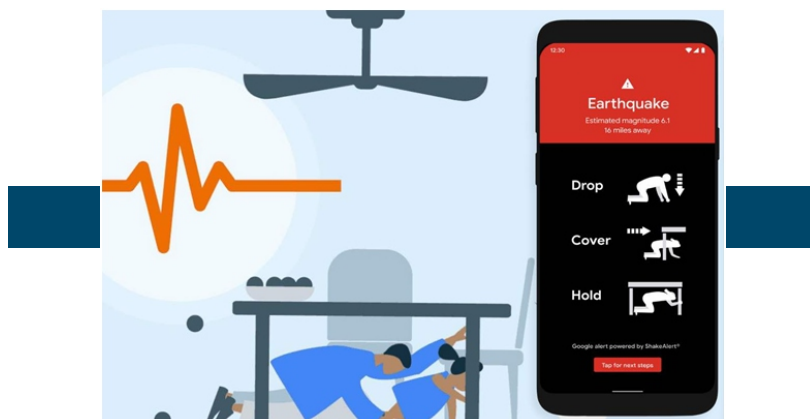 12:30
Earthquake
Estimated magnitude 6.1
16 miles away
Drop
Cover
Hold
Google alert powered by ShakeAlert®
Tap for next steps